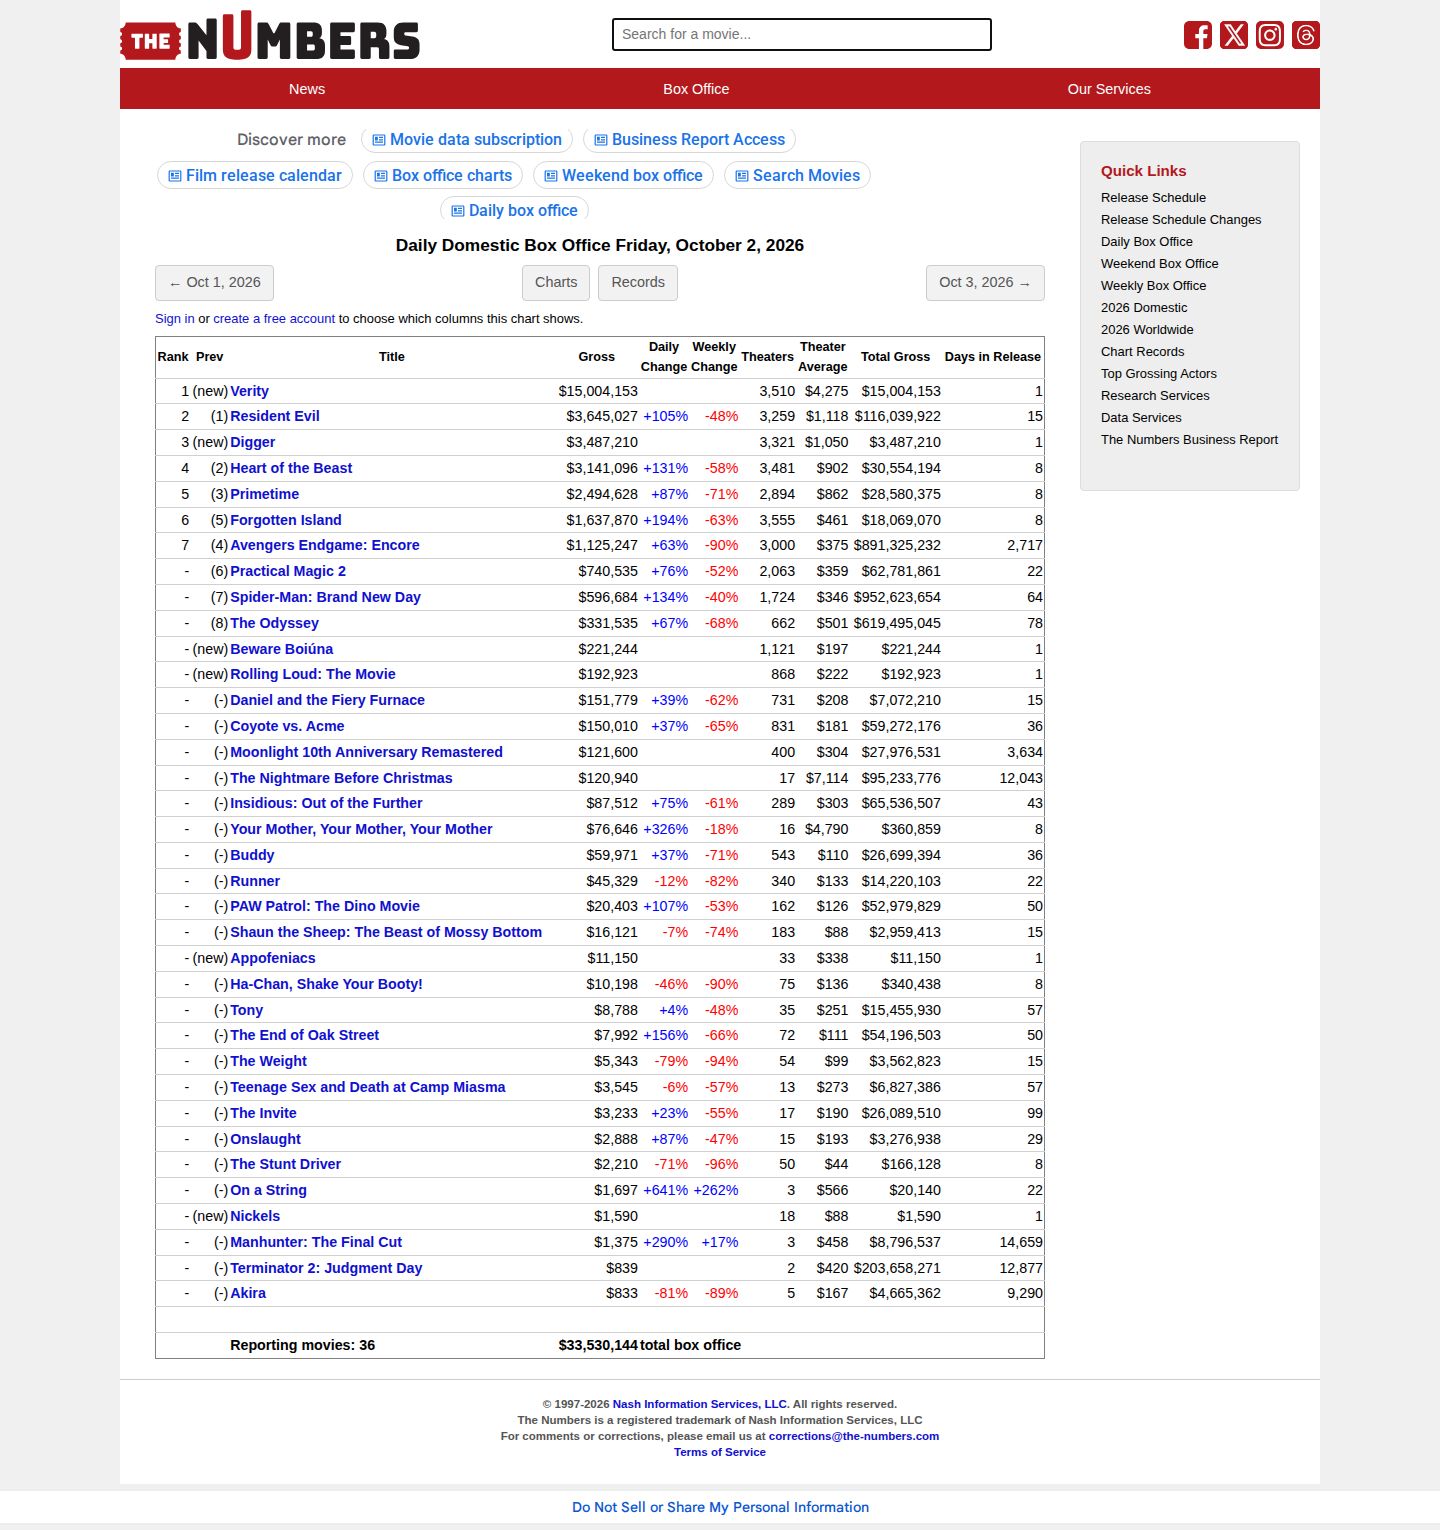 THE NUMBERS
Search for a movie...
News Box Office Our Services
Discover more Movie data subscription Business Report Access
Film release calendar Box office charts Weekend box office Search Movies
Daily box office
Quick Links
Release Schedule
Release Schedule Changes
Daily Box Office
Weekend Box Office
Weekly Box Office
2026 Domestic
2026 Worldwide
Chart Records
Top Grossing Actors
Research Services
Data Services
The Numbers Business Report
Daily Domestic Box Office Friday, October 2, 2026
← Oct 1, 2026 Charts Records Oct 3, 2026 →
Sign in or create a free account to choose which columns this chart shows.
Rank Prev Title Gross Daily Change Weekly Change Theaters Theater Average Total Gross Days in Release
1 (new) Verity $15,004,153 3,510 $4,275 $15,004,153 1
2 (1) Resident Evil $3,645,027 +105% -48% 3,259 $1,118 $116,039,922 15
3 (new) Digger $3,487,210 3,321 $1,050 $3,487,210 1
4 (2) Heart of the Beast $3,141,096 +131% -58% 3,481 $902 $30,554,194 8
5 (3) Primetime $2,494,628 +87% -71% 2,894 $862 $28,580,375 8
6 (5) Forgotten Island $1,637,870 +194% -63% 3,555 $461 $18,069,070 8
7 (4) Avengers Endgame: Encore $1,125,247 +63% -90% 3,000 $375 $891,325,232 2,717
- (6) Practical Magic 2 $740,535 +76% -52% 2,063 $359 $62,781,861 22
- (7) Spider-Man: Brand New Day $596,684 +134% -40% 1,724 $346 $952,623,654 64
- (8) The Odyssey $331,535 +67% -68% 662 $501 $619,495,045 78
- (new) Beware Boiúna $221,244 1,121 $197 $221,244 1
- (new) Rolling Loud: The Movie $192,923 868 $222 $192,923 1
- (-) Daniel and the Fiery Furnace $151,779 +39% -62% 731 $208 $7,072,210 15
- (-) Coyote vs. Acme $150,010 +37% -65% 831 $181 $59,272,176 36
- (-) Moonlight 10th Anniversary Remastered $121,600 400 $304 $27,976,531 3,634
- (-) The Nightmare Before Christmas $120,940 17 $7,114 $95,233,776 12,043
- (-) Insidious: Out of the Further $87,512 +75% -61% 289 $303 $65,536,507 43
- (-) Your Mother, Your Mother, Your Mother $76,646 +326% -18% 16 $4,790 $360,859 8
- (-) Buddy $59,971 +37% -71% 543 $110 $26,699,394 36
- (-) Runner $45,329 -12% -82% 340 $133 $14,220,103 22
- (-) PAW Patrol: The Dino Movie $20,403 +107% -53% 162 $126 $52,979,829 50
- (-) Shaun the Sheep: The Beast of Mossy Bottom $16,121 -7% -74% 183 $88 $2,959,413 15
- (new) Appofeniacs $11,150 33 $338 $11,150 1
- (-) Ha-Chan, Shake Your Booty! $10,198 -46% -90% 75 $136 $340,438 8
- (-) Tony $8,788 +4% -48% 35 $251 $15,455,930 57
- (-) The End of Oak Street $7,992 +156% -66% 72 $111 $54,196,503 50
- (-) The Weight $5,343 -79% -94% 54 $99 $3,562,823 15
- (-) Teenage Sex and Death at Camp Miasma $3,545 -6% -57% 13 $273 $6,827,386 57
- (-) The Invite $3,233 +23% -55% 17 $190 $26,089,510 99
- (-) Onslaught $2,888 +87% -47% 15 $193 $3,276,938 29
- (-) The Stunt Driver $2,210 -71% -96% 50 $44 $166,128 8
- (-) On a String $1,697 +641% +262% 3 $566 $20,140 22
- (new) Nickels $1,590 18 $88 $1,590 1
- (-) Manhunter: The Final Cut $1,375 +290% +17% 3 $458 $8,796,537 14,659
- (-) Terminator 2: Judgment Day $839 2 $420 $203,658,271 12,877
- (-) Akira $833 -81% -89% 5 $167 $4,665,362 9,290
Reporting movies: 36 $33,530,144 total box office
© 1997-2026 Nash Information Services, LLC. All rights reserved.
The Numbers is a registered trademark of Nash Information Services, LLC
For comments or corrections, please email us at corrections@the-numbers.com
Terms of Service
Do Not Sell or Share My Personal Information